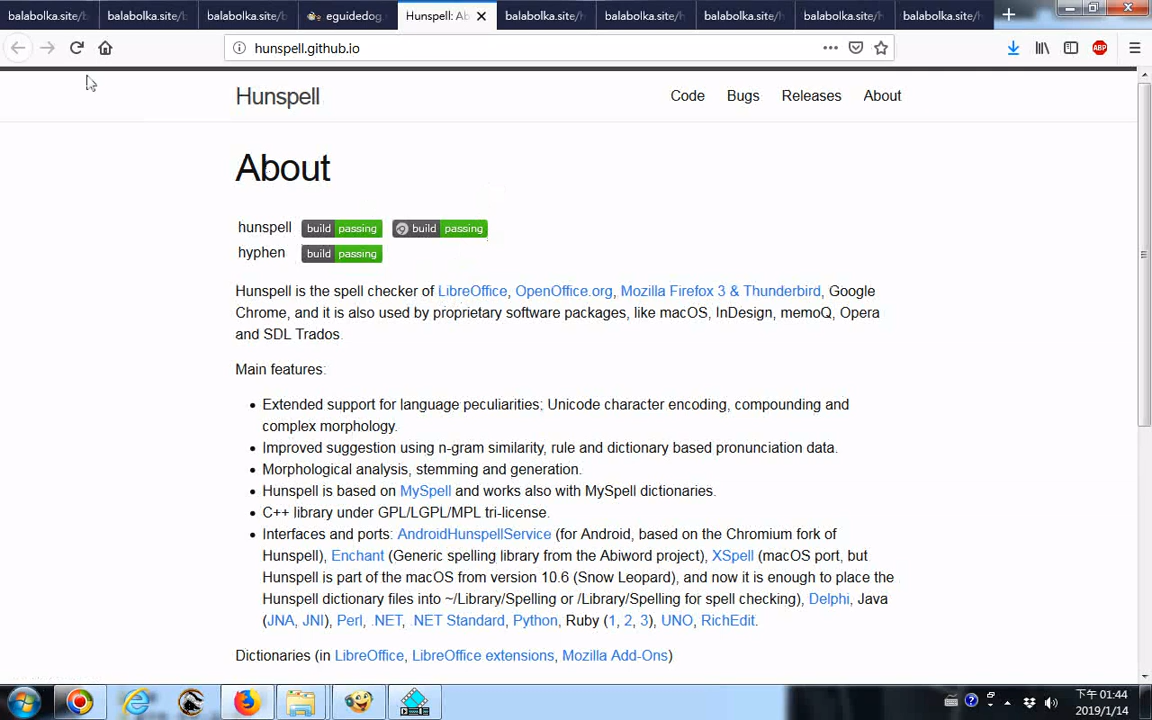 balabolka.site/b
balabolka.site/b
balabolka.site/b
eguidedog.
Hunspell: Ab
balabolka.site/h
balabolka.site/h
balabolka.site/h
balabolka.site/h
balabolka.site/h
hunspell.github.io
ABP
Hunspell
Code
Bugs
Releases
About
About
hunspell build passing build passing
hyphen build passing
Hunspell is the spell checker of LibreOffice, OpenOffice.org, Mozilla Firefox 3 & Thunderbird, Google
Chrome, and it is also used by proprietary software packages, like macOS, InDesign, memoQ, Opera
and SDL Trados.
Main features:
Extended support for language peculiarities; Unicode character encoding, compounding and
complex morphology.
Improved suggestion using n-gram similarity, rule and dictionary based pronunciation data.
Morphological analysis, stemming and generation.
Hunspell is based on MySpell and works also with MySpell dictionaries.
C++ library under GPL/LGPL/MPL tri-license.
Interfaces and ports: AndroidHunspellService (for Android, based on the Chromium fork of
Hunspell), Enchant (Generic spelling library from the Abiword project), XSpell (macOS port, but
Hunspell is part of the macOS from version 10.6 (Snow Leopard), and now it is enough to place the
Hunspell dictionary files into ~/Library/Spelling or /Library/Spelling for spell checking), Delphi, Java
(JNA, JNI), Perl, .NET, .NET Standard, Python, Ruby (1, 2, 3), UNO, RichEdit.
Dictionaries (in LibreOffice, LibreOffice extensions, Mozilla Add-Ons)
下午 01:44
2019/1/14